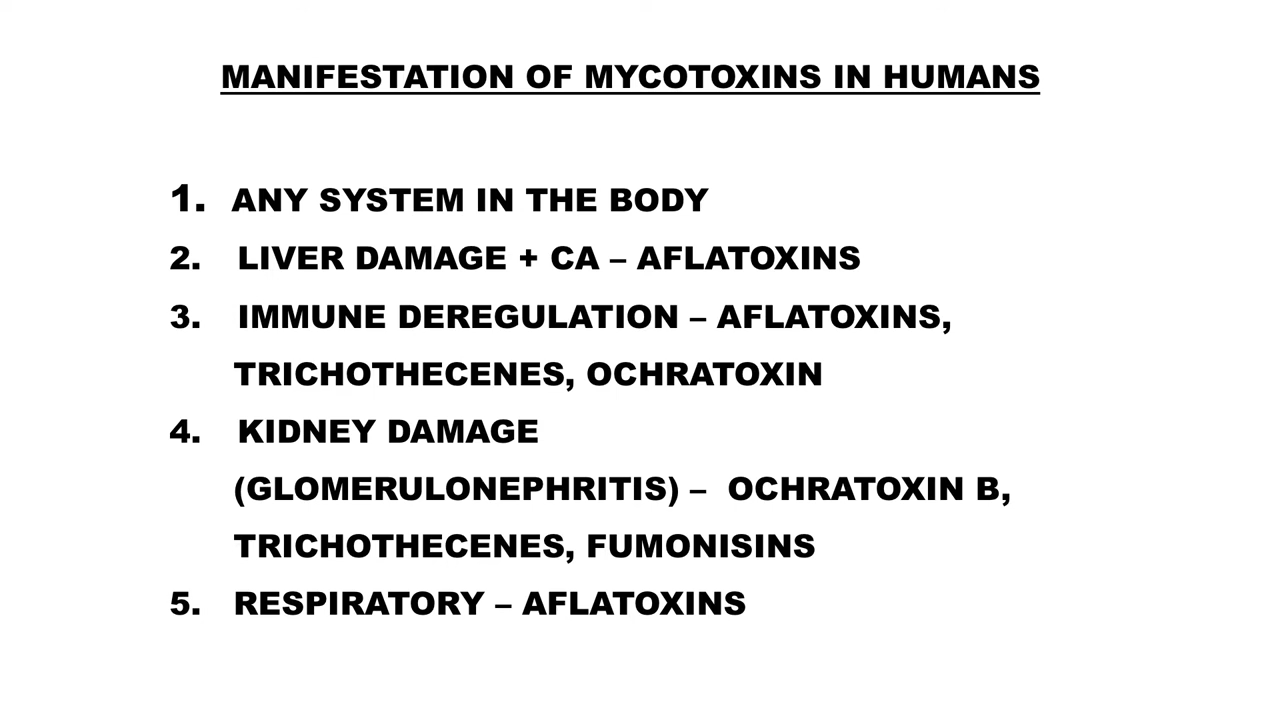 MANIFESTATION OF MYCOTOXINS IN HUMANS
1. ANY SYSTEM IN THE BODY
2. LIVER DAMAGE + CA – AFLATOXINS
3. IMMUNE DEREGULATION – AFLATOXINS,
TRICHOTHECENES, OCHRATOXIN
4. KIDNEY DAMAGE
(GLOMERULONEPHRITIS) – OCHRATOXIN B,
TRICHOTHECENES, FUMONISINS
5. RESPIRATORY – AFLATOXINS